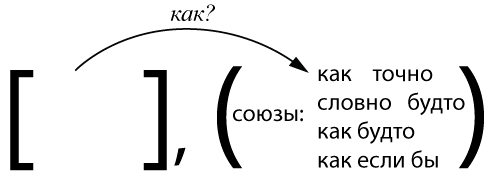 как?
[ ], (союзы:
как точно
словно будто
как будто
как если бы)